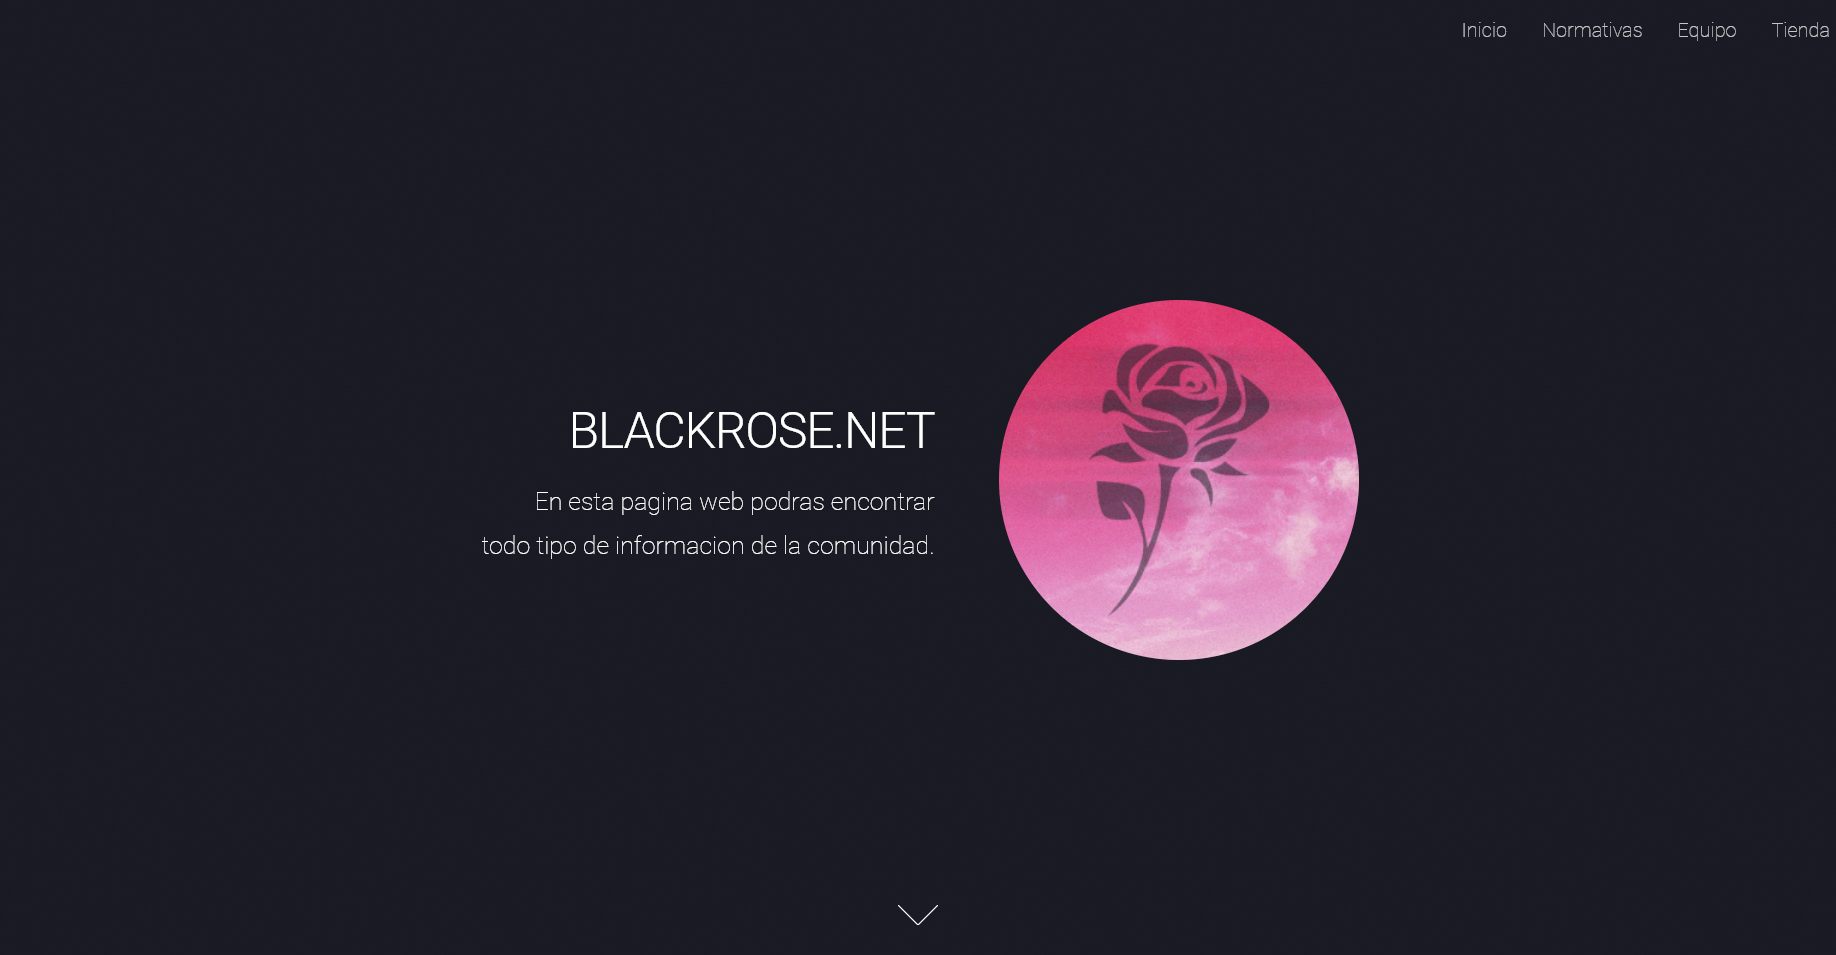 Inicio Normativas Equipo Tienda
BLACKROSE.NET
En esta pagina web podras encontrar
todo tipo de informacion de la comunidad.